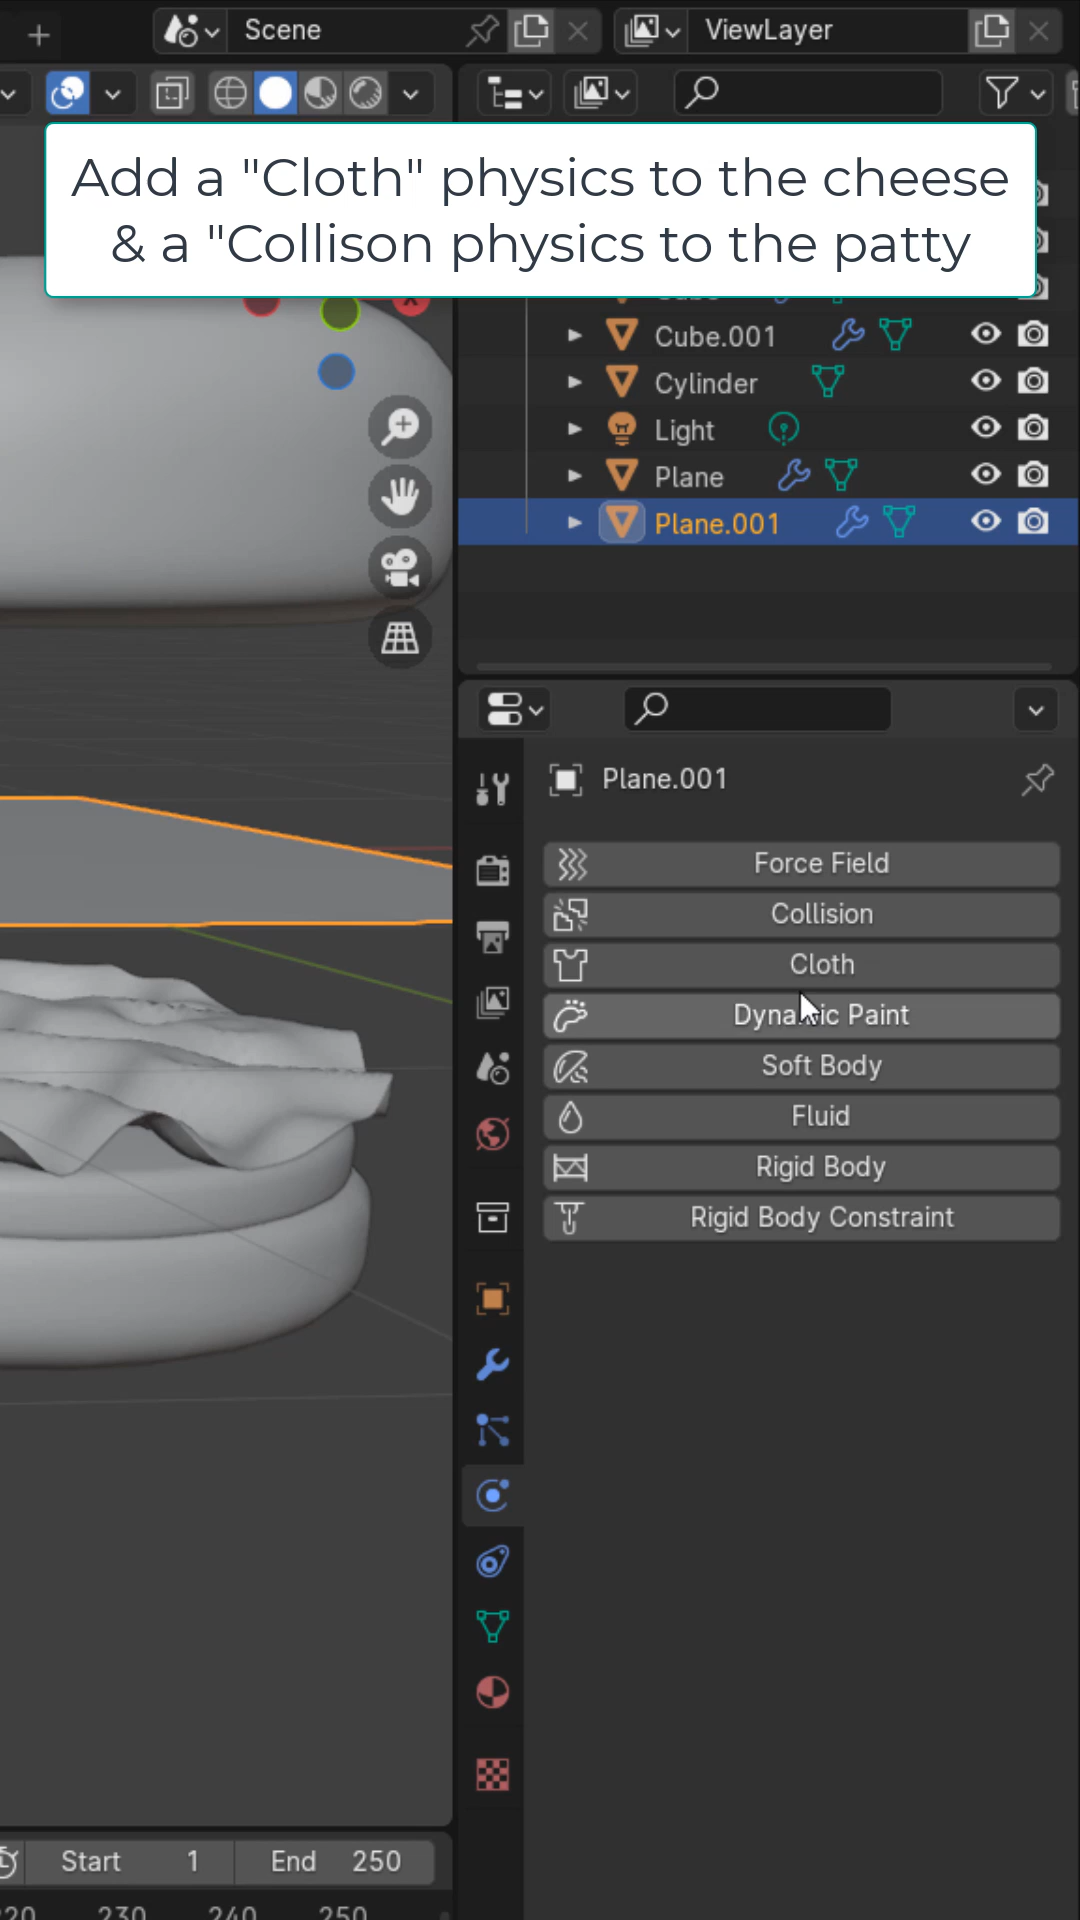 Scene
ViewLayer
Add a "Cloth" physics to the cheese
& a "Collison physics to the patty
X
Cube.001
Cylinder
Light
Plane
Plane.001
Plane.001
Force Field
Collision
Cloth
Dynamic Paint
Soft Body
Fluid
Rigid Body
Rigid Body Constraint
Start 1 End 250
230 240 250